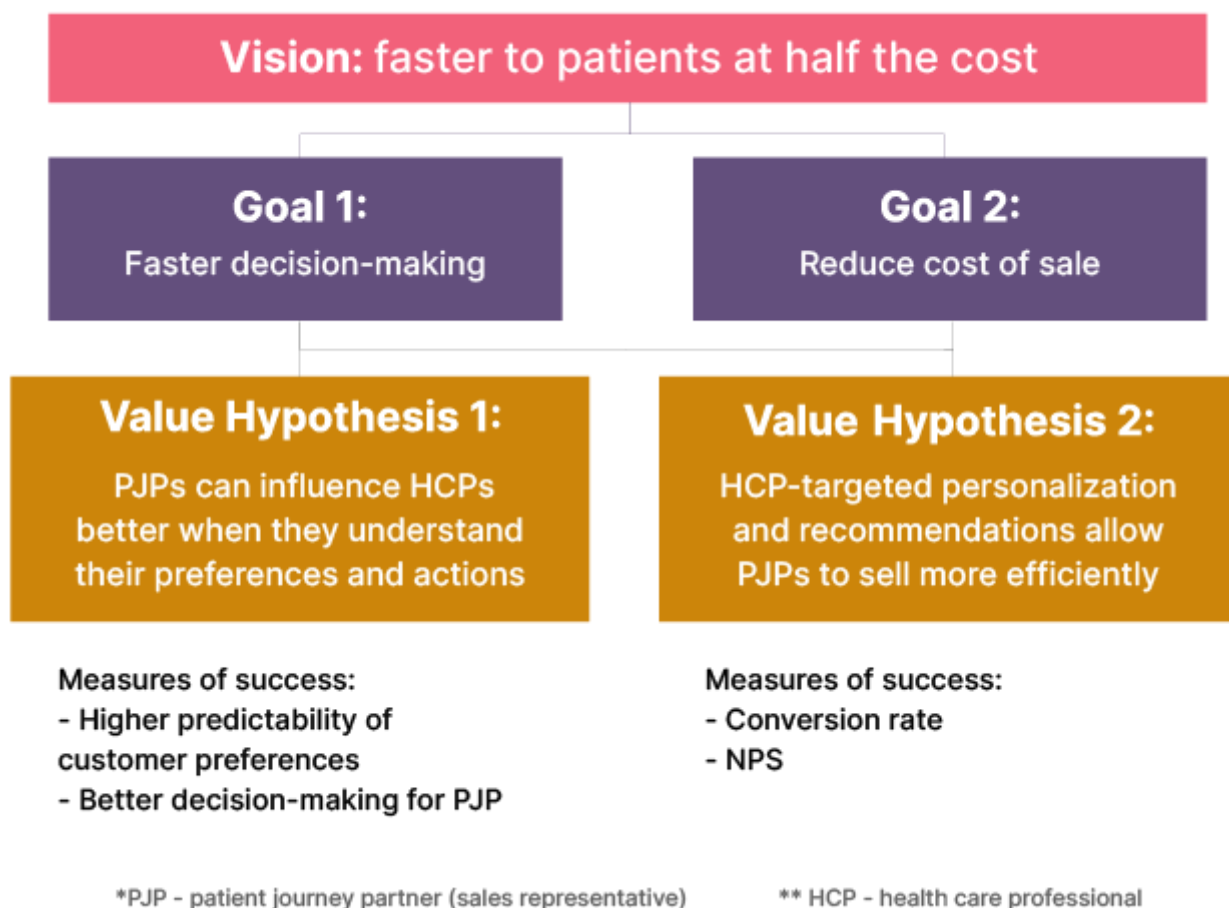 Vision: faster to patients at half the cost
Goal 1:
Faster decision-making
Goal 2:
Reduce cost of sale
Value Hypothesis 1:
PJPs can influence HCPs
better when they understand
their preferences and actions
Value Hypothesis 2:
HCP-targeted personalization
and recommendations allow
PJPs to sell more efficiently
Measures of success:
- Higher predictability of
customer preferences
- Better decision-making for PJP
Measures of success:
- Conversion rate
- NPS
*PJP - patient journey partner (sales representative)
** HCP - health care professional